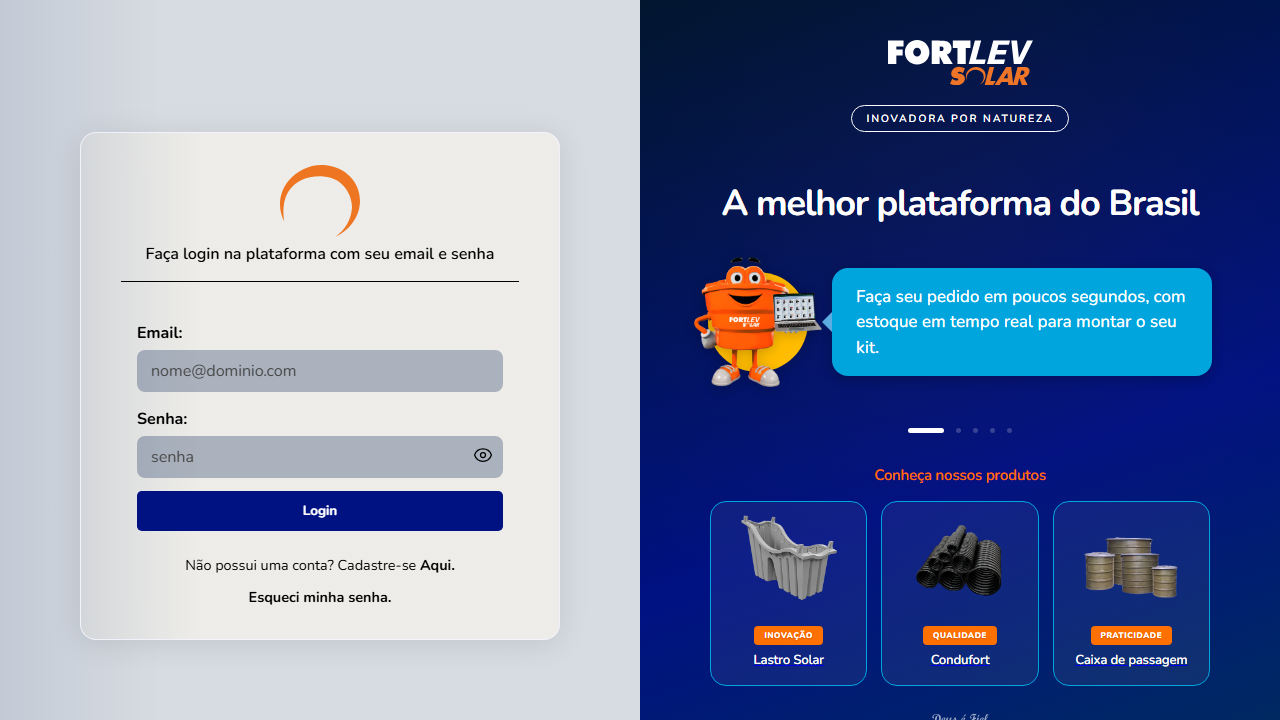 Faça login na plataforma com seu email e senha
Email:
nome@dominio.com
Senha:
senha
Login
Não possui uma conta? Cadastre-se Aqui.
Esqueci minha senha.
FORTLEV
SOLAR
INOVADORA POR NATUREZA
A melhor plataforma do Brasil
FORTLEV
SOLAR
Faça seu pedido em poucos segundos, com
estoque em tempo real para montar o seu
kit.
Conheça nossos produtos
INOVAÇÃO
Lastro Solar
QUALIDADE
Condufort
PRATICIDADE
Caixa de passagem
Deus é Fiel